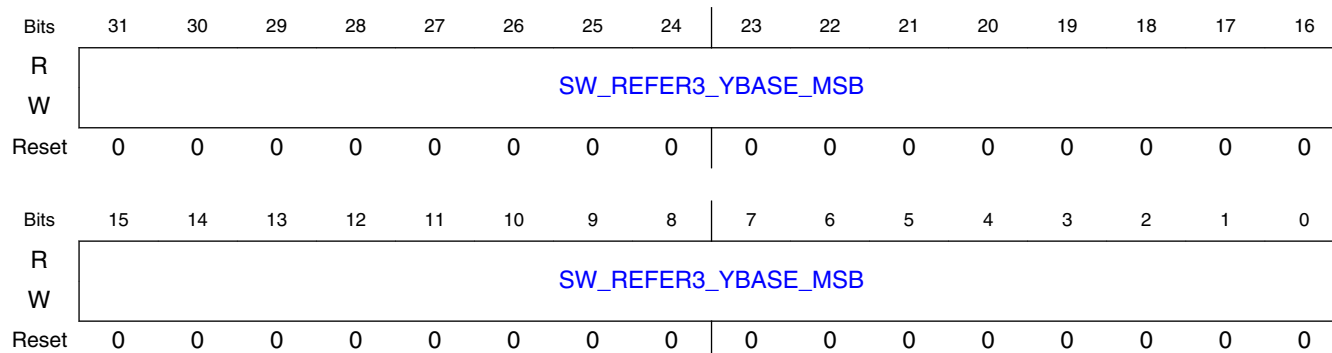 Bits 31 30 29 28 27 26 25 24 23 22 21 20 19 18 17 16
R
SW_REFER3_YBASE_MSB
W
Reset 0 0 0 0 0 0 0 0 0 0 0 0 0 0 0 0
Bits 15 14 13 12 11 10 9 8 7 6 5 4 3 2 1 0
R
SW_REFER3_YBASE_MSB
W
Reset 0 0 0 0 0 0 0 0 0 0 0 0 0 0 0 0